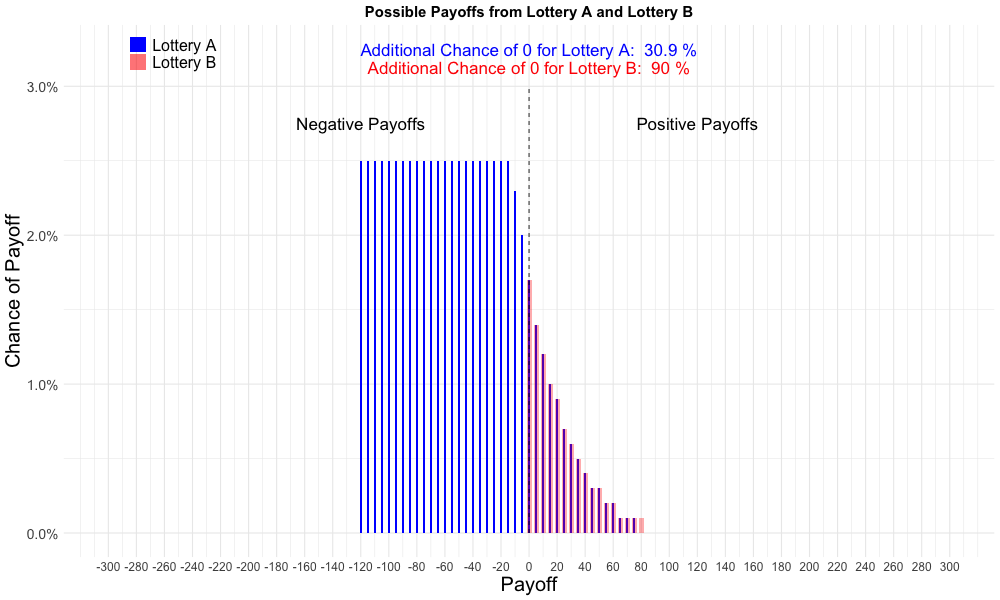 Possible Payoffs from Lottery A and Lottery B
Lottery A
Lottery B
Additional Chance of 0 for Lottery A:  30.9 %
Additional Chance of 0 for Lottery B:  90 %
Negative Payoffs
Positive Payoffs
Chance of Payoff
3.0%
2.0%
1.0%
0.0%
-300 -280 -260 -240 -220 -200 -180 -160 -140 -120 -100 -80 -60 -40 -20 0 20 40 60 80 100 120 140 160 180 200 220 240 260 280 300
Payoff